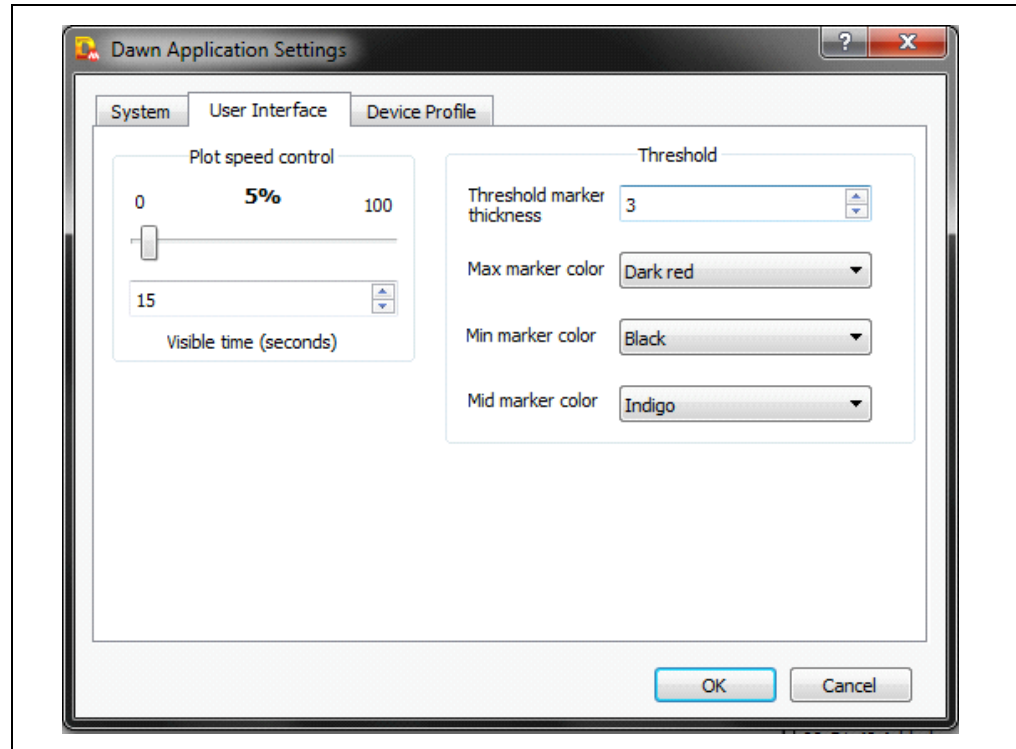 Dawn Application Settings
System User Interface Device Profile
Plot speed control
0 5% 100
15
Visible time (seconds)
Threshold
Threshold marker thickness 3
Max marker color Dark red
Min marker color Black
Mid marker color Indigo
OK Cancel